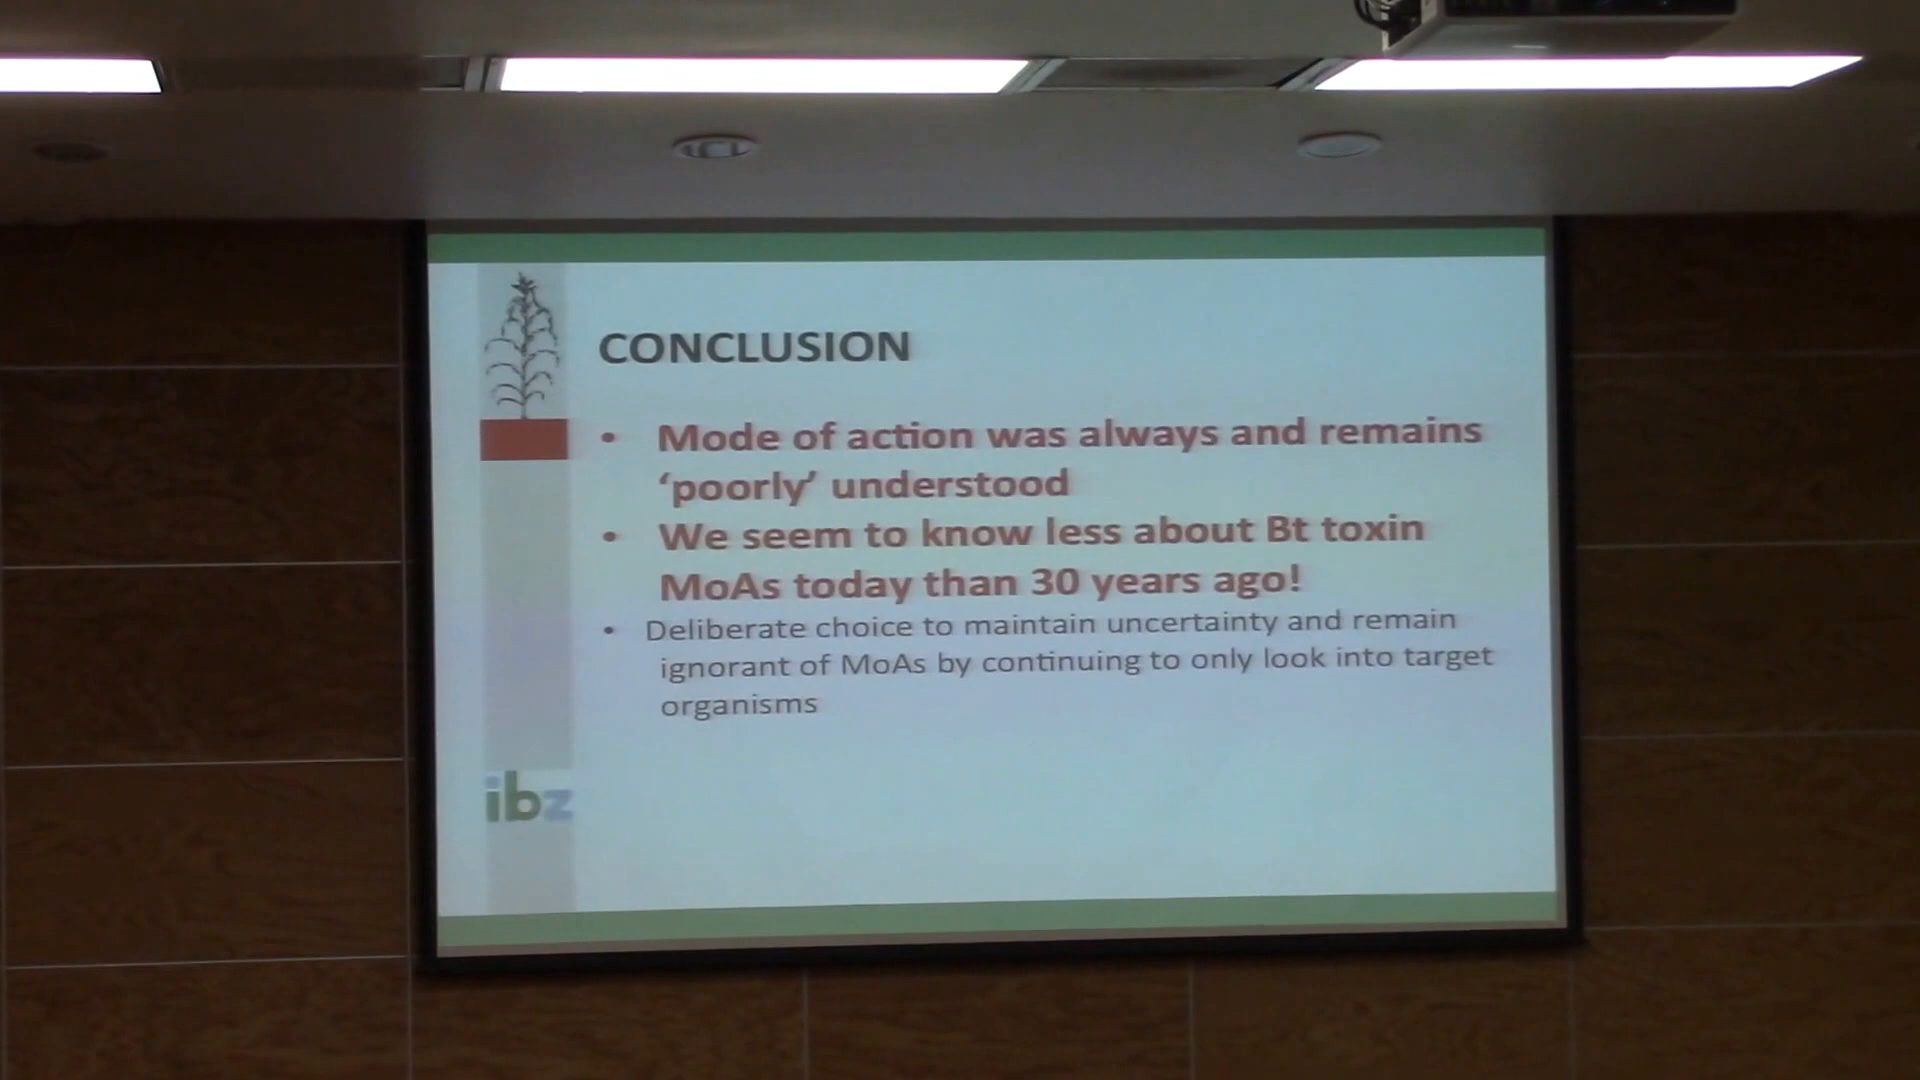 CONCLUSION
• Mode of action was always and remains
‘poorly’ understood
• We seem to know less about Bt toxin
MoAs today than 30 years ago!
• Deliberate choice to maintain uncertainty and remain
ignorant of MoAs by continuing to only look into target
organisms
ibz